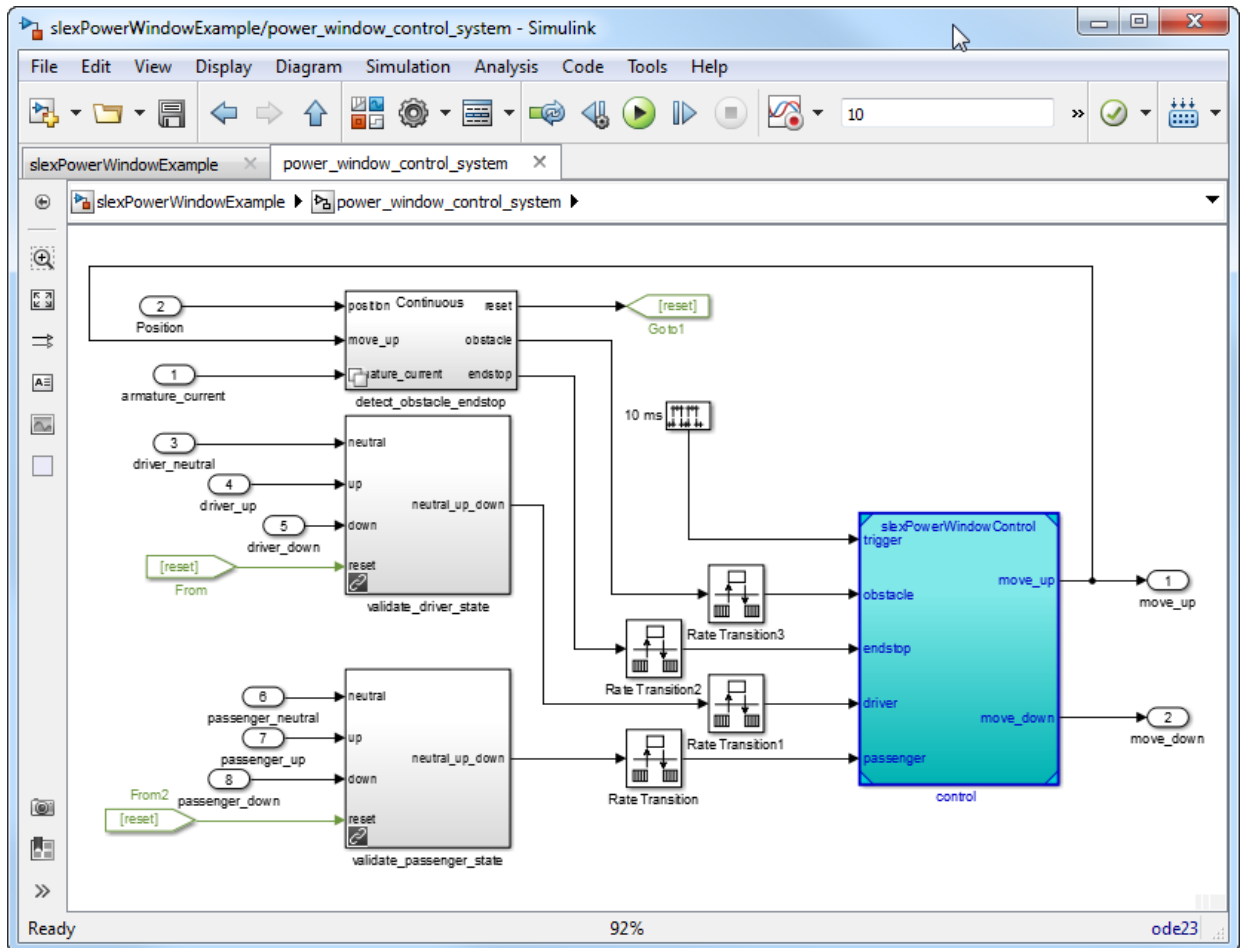 slexPowerWindowExample/power_window_control_system - Simulink
File Edit View Display Diagram Simulation Analysis Code Tools Help
10
slexPowerWindowExample
power_window_control_system
slexPowerWindowExample power_window_control_system
2
Position
1
armature_current
position Continuous reset
move_up obstacle
ature_current endstop
detect_obstacle_endstop
[reset]
Goto1
10 ms
3
driver_neutral
4
driver_up
5
driver_down
[reset]
From
neutral
up
neutral_up_down
down
reset
validate_driver_state
slexPowerWindowControl
trigger
move_up
obstacle
endstop
driver
move_down
passenger
control
1
move_up
2
move_down
Rate Transition3
Rate Transition2
Rate Transition1
Rate Transition
6
passenger_neutral
7
passenger_up
8
passenger_down
From2
[reset]
neutral
up
neutral_up_down
down
reset
validate_passenger_state
Ready 92% ode23